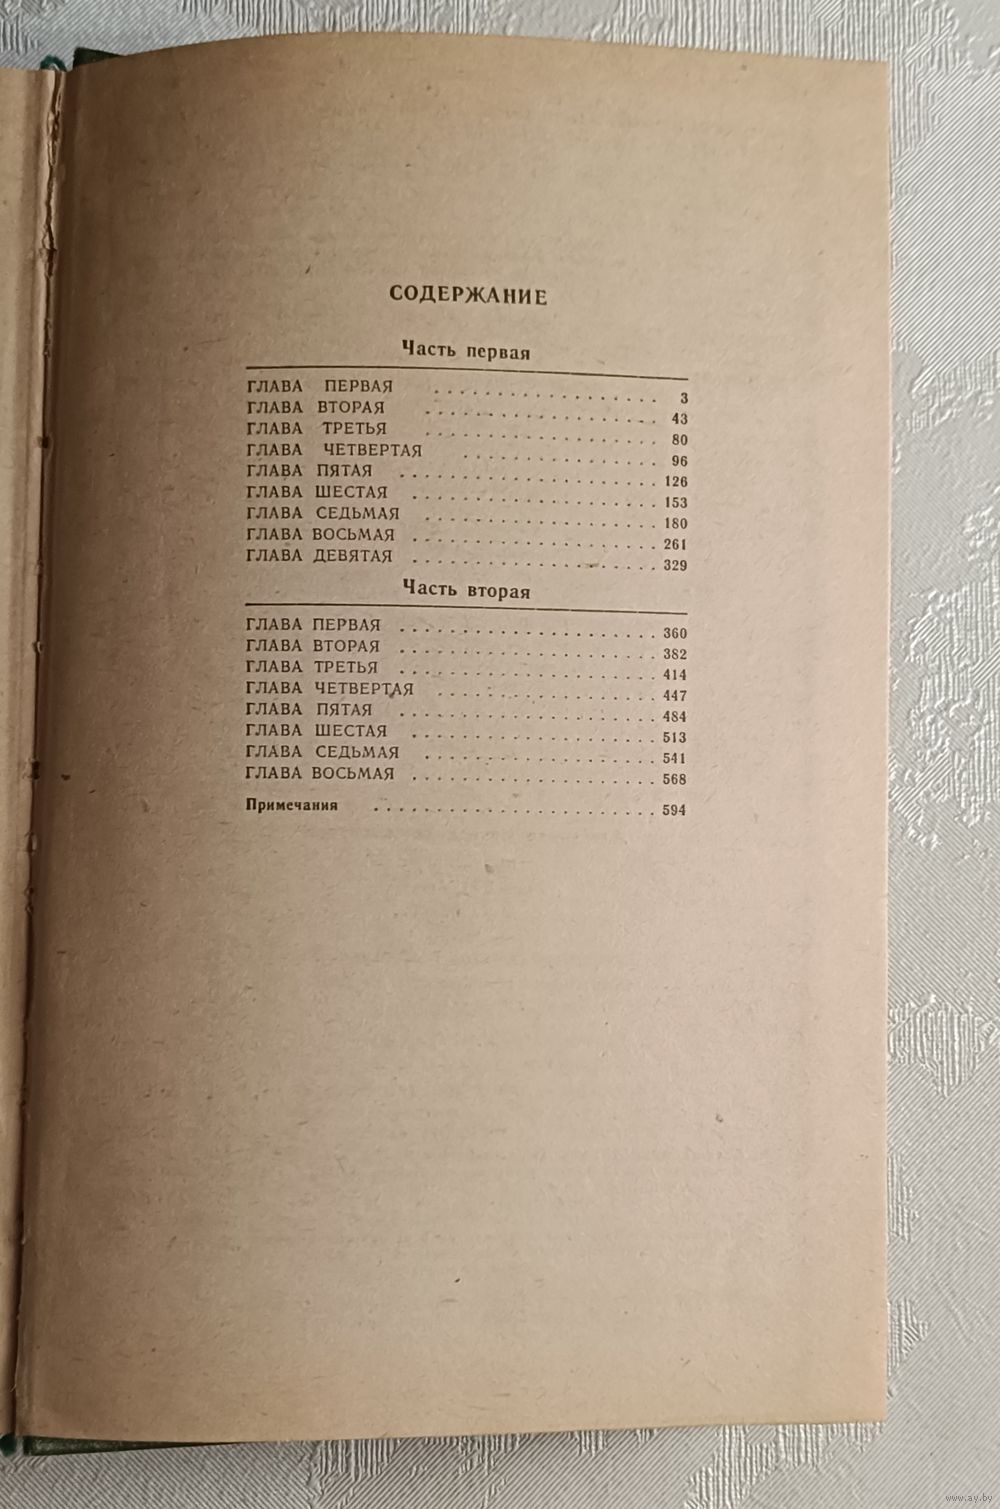 СОДЕРЖАНИЕ
Часть первая
ГЛАВА ПЕРВАЯ . . . . . . . . . . . . . . . . . . 3
ГЛАВА ВТОРАЯ . . . . . . . . . . . . . . . . . . 43
ГЛАВА ТРЕТЬЯ . . . . . . . . . . . . . . . . . . 80
ГЛАВА ЧЕТВЕРТАЯ . . . . . . . . . . . . . . . . 96
ГЛАВА ПЯТАЯ . . . . . . . . . . . . . . . . . . . . 126
ГЛАВА ШЕСТАЯ . . . . . . . . . . . . . . . . . . . 153
ГЛАВА СЕДЬМАЯ . . . . . . . . . . . . . . . . . . 180
ГЛАВА ВОСЬМАЯ . . . . . . . . . . . . . . . . . . . 261
ГЛАВА ДЕВЯТАЯ . . . . . . . . . . . . . . . . . . . 329
Часть вторая
ГЛАВА ПЕРВАЯ . . . . . . . . . . . . . . . . . . . . 360
ГЛАВА ВТОРАЯ . . . . . . . . . . . . . . . . . . . . 382
ГЛАВА ТРЕТЬЯ . . . . . . . . . . . . . . . . . . . . 414
ГЛАВА ЧЕТВЕРТАЯ . . . . . . . . . . . . . . . . . 447
ГЛАВА ПЯТАЯ . . . . . . . . . . . . . . . . . . . . 484
ГЛАВА ШЕСТАЯ . . . . . . . . . . . . . . . . . . . 513
ГЛАВА СЕДЬМАЯ . . . . . . . . . . . . . . . . . . 541
ГЛАВА ВОСЬМАЯ . . . . . . . . . . . . . . . . . . . 568
Примечания . . . . . . . . . . . . . . . . . . . . . . 594
www.ay.by